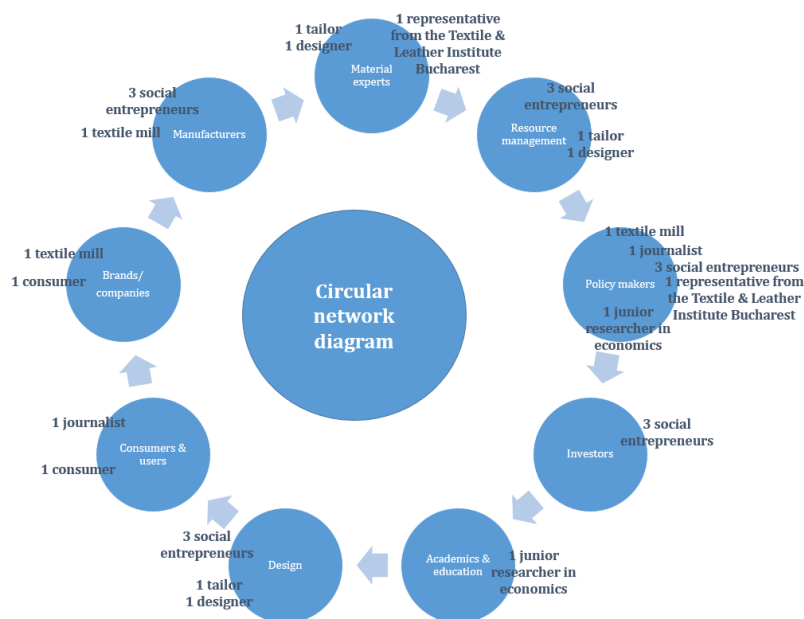 1 tailor
1 designer
1 representative
from the Textile &
Leather Institute
Bucharest
Material
experts
3 social
entrepreneurs
Resource
management
1 tailor
1 designer
1 textile mill
1 journalist
3 social entrepreneurs
Policy makers
1 representative from
the Textile & Leather
Institute Bucharest
1 junior
researcher in
economics
3 social
entrepreneurs
Investors
Academics &
education
1 junior
researcher in
economics
3 social
entrepreneurs
Design
1 tailor
1 designer
1 journalist
Consumers &
users
1 consumer
1 textile mill
Brands/
companies
1 consumer
3 social
entrepreneurs
1 textile mill
Manufacturers
Circular
network
diagram